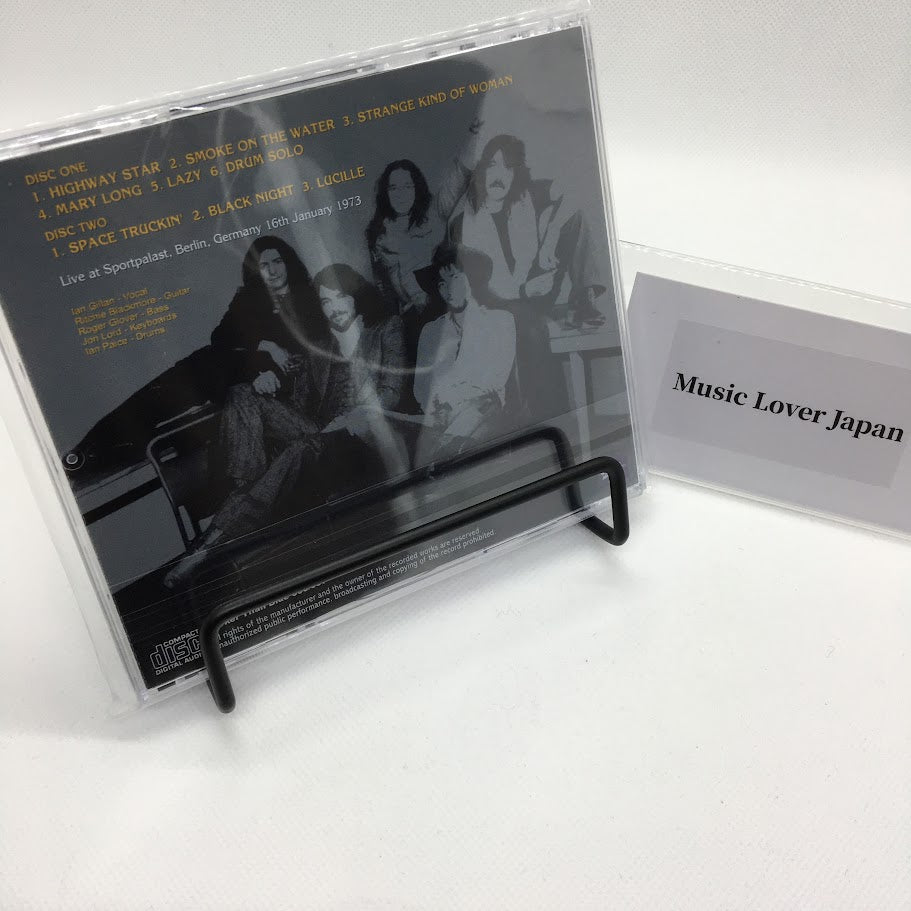 DISC ONE
1. HIGHWAY STAR 2. SMOKE ON THE WATER 3. STRANGE KIND OF WOMAN
4. MARY LONG 5. LAZY 6. DRUM SOLO
DISC TWO
1. SPACE TRUCKIN' 2. BLACK NIGHT 3. LUCILLE
Live at Sportpalast, Berlin, Germany 16th January 1973
Ian Gillan - Vocal
Ritchie Blackmore - Guitar
Roger Glover - Bass
Jon Lord - Keyboards
Ian Paice - Drums
Than Blue
rights of the manufacturer and the owner of the recorded works are reserved
public performance, broadcasting and copying of the record prohibited
COMPACT
disc
DIGITAL AUDIO
Music Lover Japan